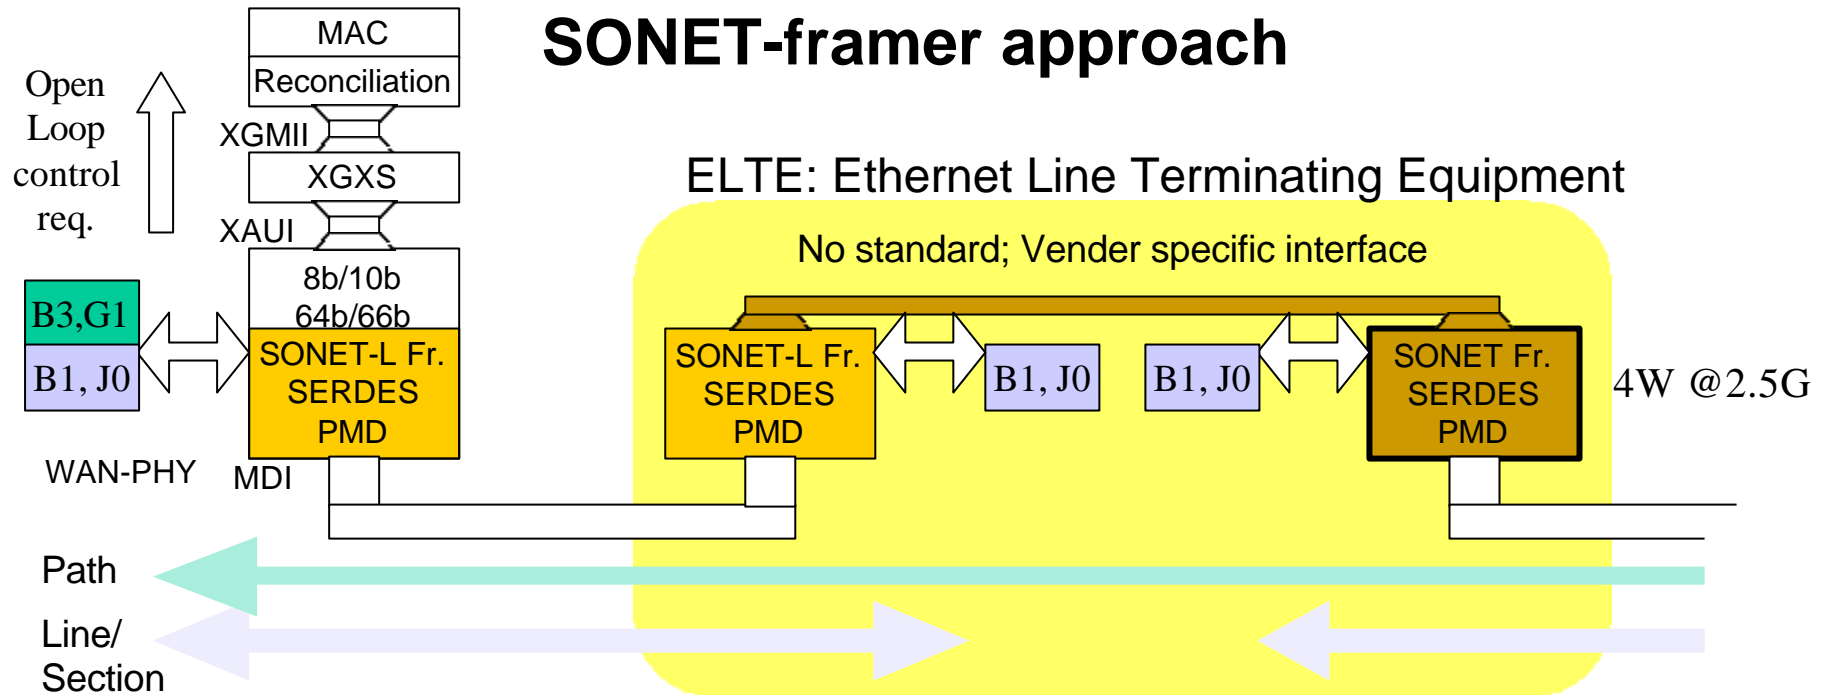 SONET-framer approach
MAC
Reconciliation
Open
Loop
control
req.
XGMII
XGXS
XAUI
8b/10b
64b/66b
B3,G1
B1, J0
SONET-L Fr.
SERDES
PMD
WAN-PHY
MDI
ELTE: Ethernet Line Terminating Equipment
No standard; Vender specific interface
SONET-L Fr.
SERDES
PMD
B1, J0
B1, J0
SONET Fr.
SERDES
PMD
4W @2.5G
Path
Line/
Section